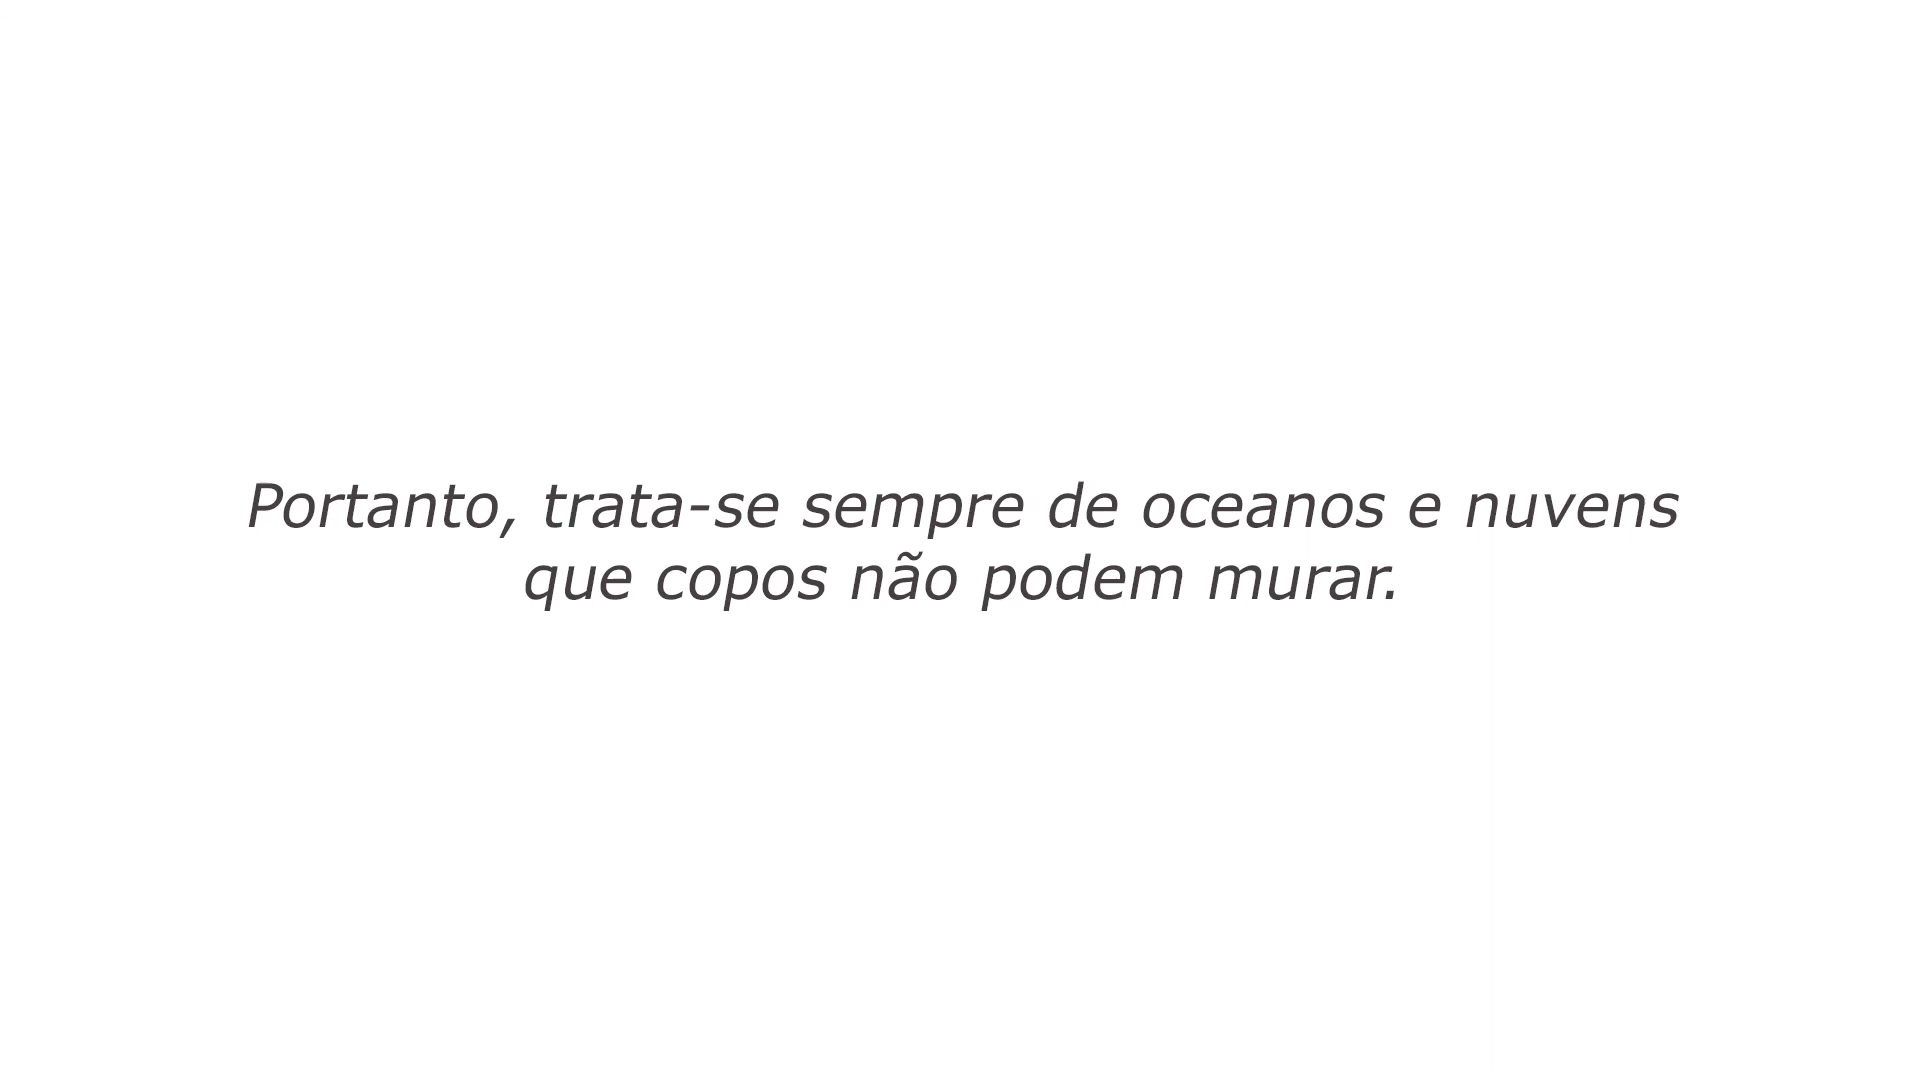 Portanto, trata-se sempre de oceanos e nuvens
que copos não podem murar.